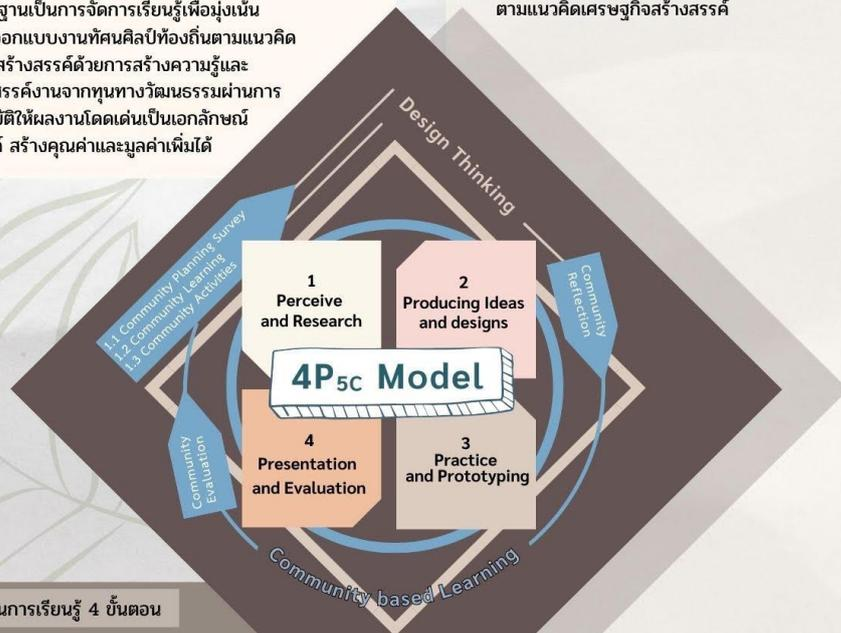 ฐานเป็นการจัดการเรียนรู้เพื่อมุ่งเน้น
ออกแบบงานทัศนศิลป์ท้องถิ่นตามแนวคิด
สร้างสรรค์ด้วยการสร้างความรู้และ
สรรค์งานจากทุนทางวัฒนธรรมผ่านการ
บัติให้ผลงานโดดเด่นเป็นเอกลักษณ์
สร้างคุณค่าและมูลค่าเพิ่มได้
ตามแนวคิดเศรษฐกิจสร้างสรรค์
Design Thinking
1.1 Community Planning Survey
1.2 Community Learning
1.3 Community Activities
1
Perceive
and Research
2
Producing Ideas
and designs
Community
Reflection
4P5C Model
4
Presentation
and Evaluation
3
Practice
and Prototyping
Community
Evaluation
Community based Learning
นการเรียนรู้ 4 ขั้นตอน